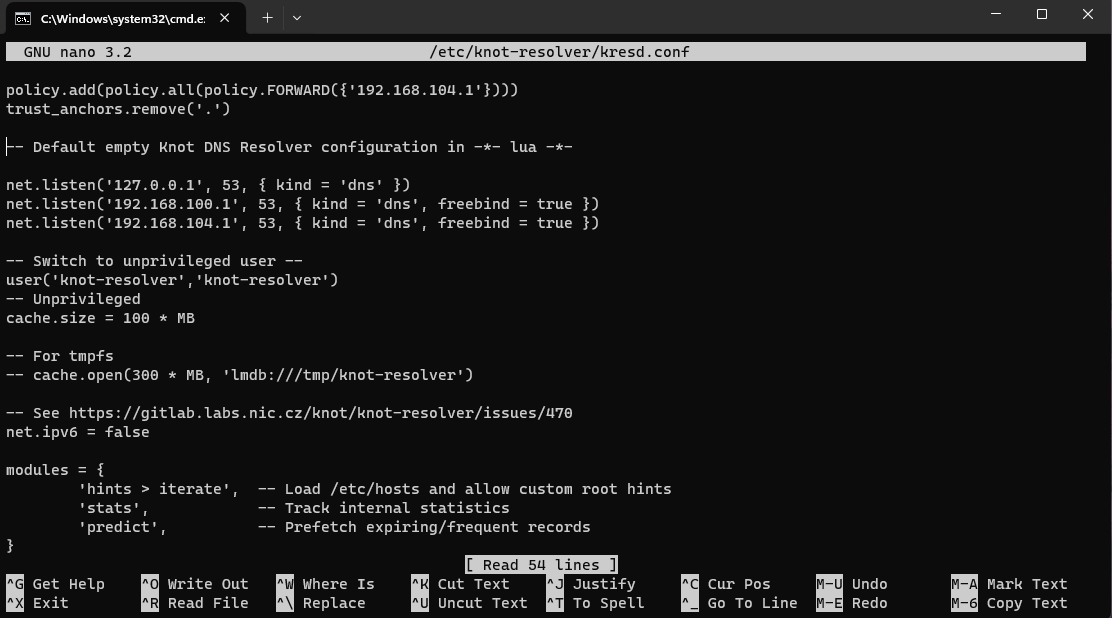 C:\Windows\system32\cmd.e:
GNU nano 3.2 /etc/knot-resolver/kresd.conf
policy.add(policy.all(policy.FORWARD({'192.168.104.1'})))
trust_anchors.remove('.')
-- Default empty Knot DNS Resolver configuration in -*- lua -*-
net.listen('127.0.0.1', 53, { kind = 'dns' })
net.listen('192.168.100.1', 53, { kind = 'dns', freebind = true })
net.listen('192.168.104.1', 53, { kind = 'dns', freebind = true })
-- Switch to unprivileged user --
user('knot-resolver','knot-resolver')
-- Unprivileged
cache.size = 100 * MB
-- For tmpfs
-- cache.open(300 * MB, 'lmdb:///tmp/knot-resolver')
-- See https://gitlab.labs.nic.cz/knot/knot-resolver/issues/470
net.ipv6 = false
modules = {
'hints > iterate', -- Load /etc/hosts and allow custom root hints
'stats', -- Track internal statistics
'predict', -- Prefetch expiring/frequent records
}
[ Read 54 lines ]
^G Get Help ^O Write Out ^W Where Is ^K Cut Text ^J Justify ^C Cur Pos M-U Undo M-A Mark Text
^X Exit ^R Read File ^\ Replace ^U Uncut Text ^T To Spell ^_ Go To Line M-E Redo M-6 Copy Text